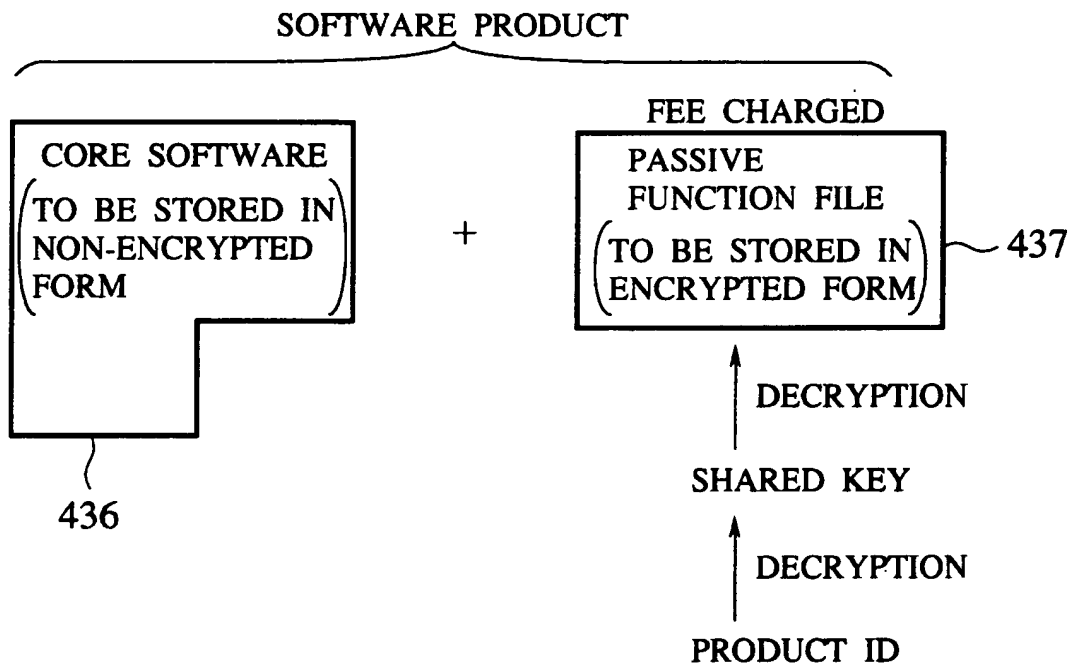 SOFTWARE PRODUCT
CORE SOFTWARE
(TO BE STORED IN
NON-ENCRYPTED
FORM)
436
+
FEE CHARGED
PASSIVE
FUNCTION FILE
(TO BE STORED IN
ENCRYPTED FORM)
437
DECRYPTION
SHARED KEY
DECRYPTION
PRODUCT ID